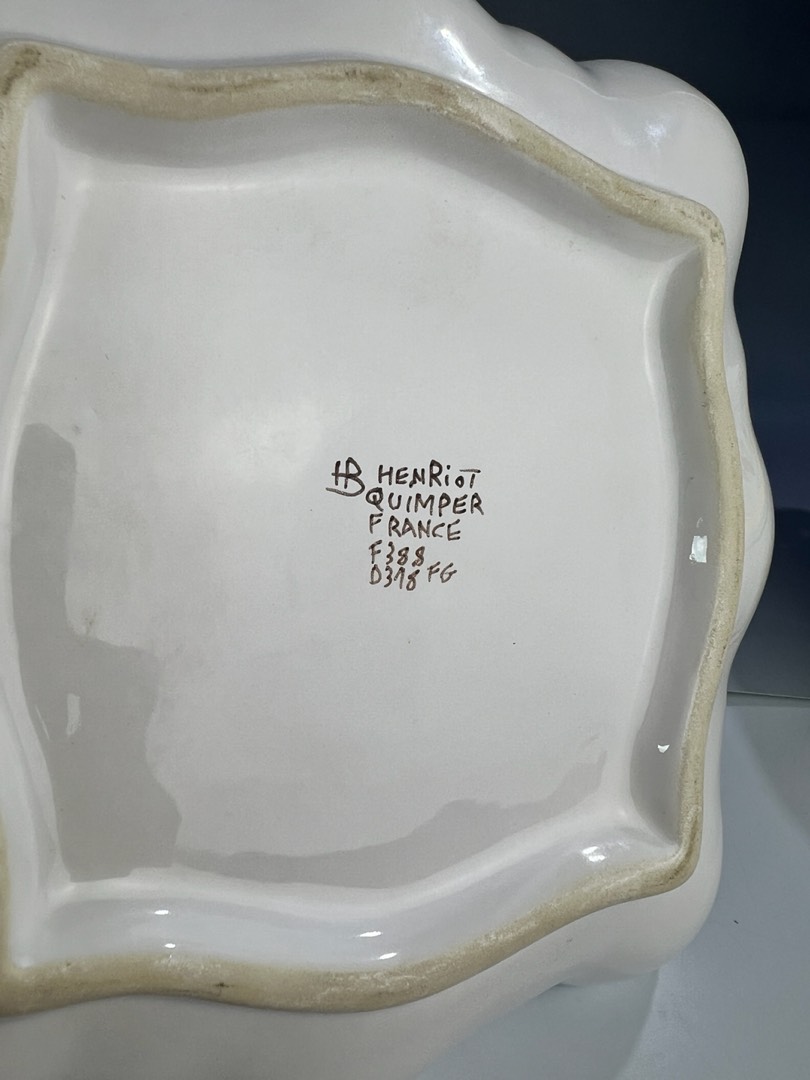 HB HENRIOT
QUIMPER
FRANCE
F388
D318 FG